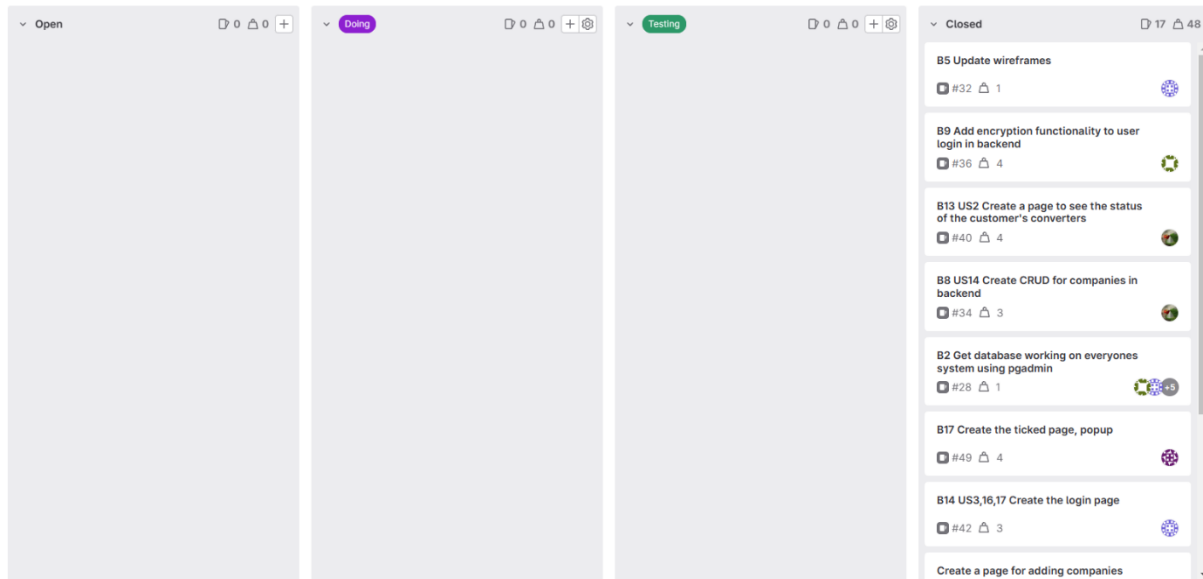 Open 0 0
Doing 0 0
Testing 0 0
Closed 17 48
B5 Update wireframes
#32 1
B9 Add encryption functionality to user
login in backend
#36 4
B13 US2 Create a page to see the status
of the customer's converters
#40 4
B8 US14 Create CRUD for companies in
backend
#34 3
B2 Get database working on everyones
system using pgadmin
#28 1 +5
B17 Create the ticked page, popup
#49 4
B14 US3,16,17 Create the login page
#42 3
Create a page for adding companies